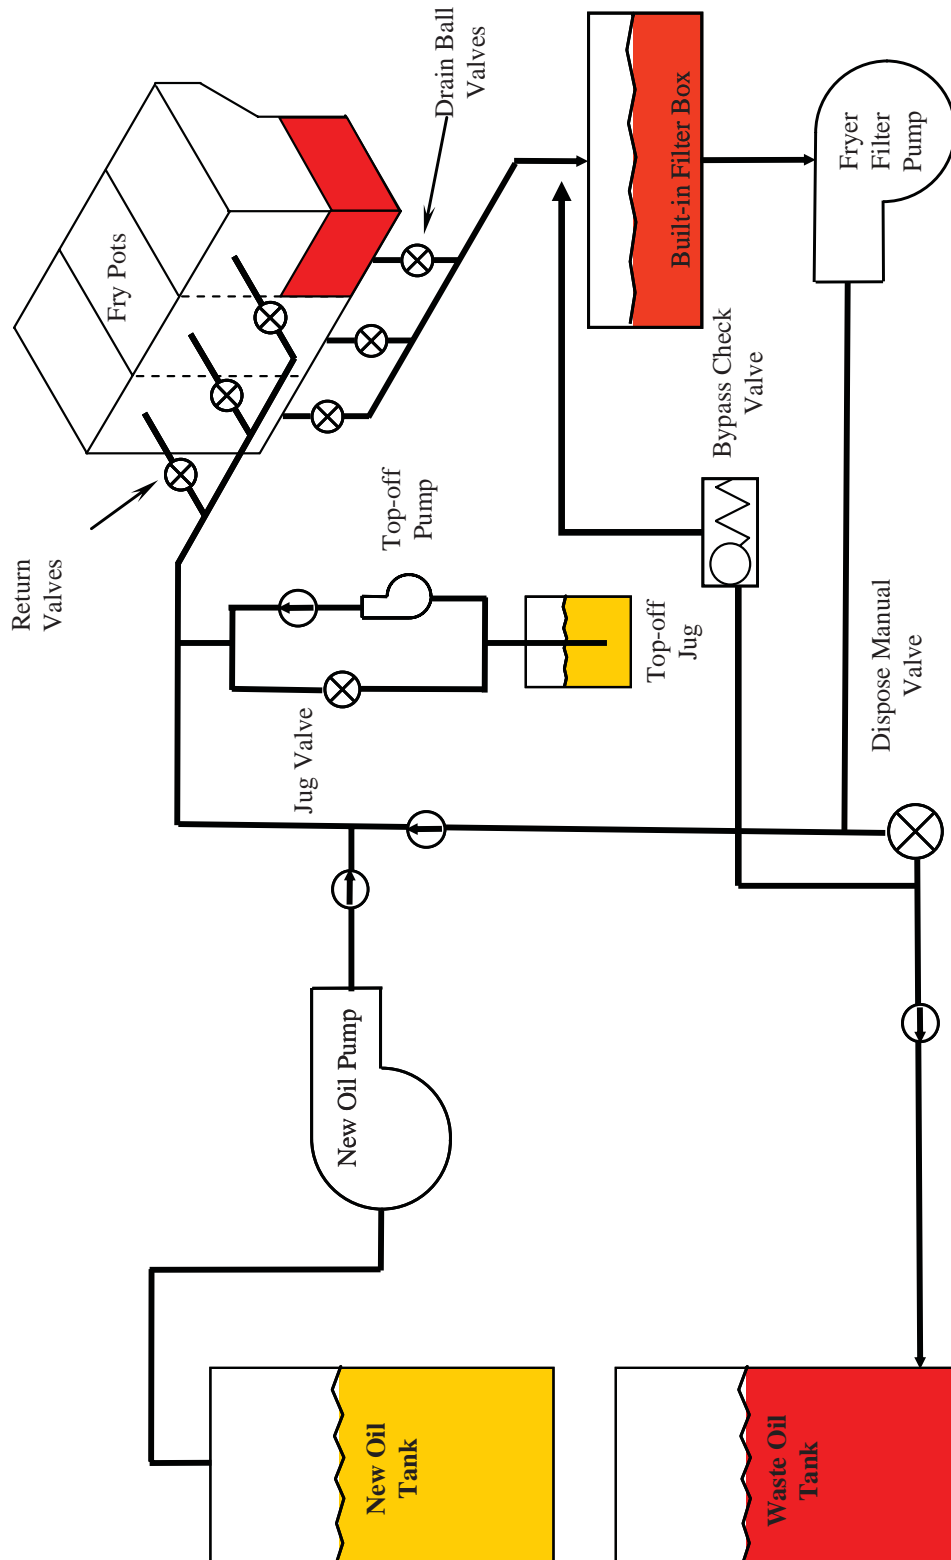 Return
Valves
Fry Pots
Drain Ball
Valves
Top-off
Pump
Jug Valve
Top-off
Jug
Built-in Filter Box
Bypass Check
Valve
Fryer
Filter
Pump
Dispose Manual
Valve
New Oil Pump
New Oil
Tank
Waste Oil
Tank